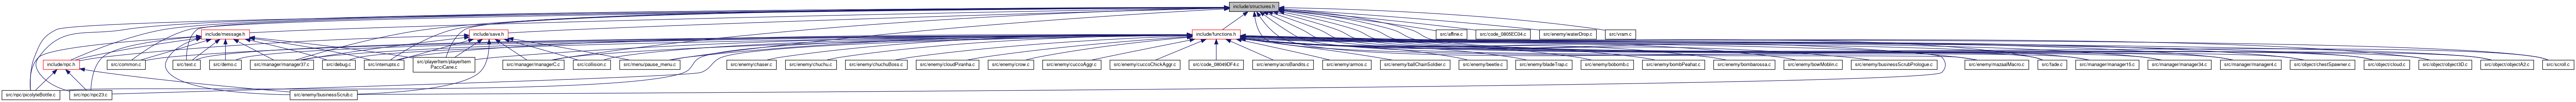 include/structures.h
include/message.h
include/save.h
include/functions.h
src/affine.c
src/code_0805EC04.c
src/enemy/waterDrop.c
src/vram.c
include/npc.h
src/common.c
src/text.c
src/demo.c
src/manager/manager37.c
src/debug.c
src/interrupts.c
src/playerItem/playerItem
PacciCane.c
src/manager/managerC.c
src/collision.c
src/menu/pause_menu.c
src/enemy/chaser.c
src/enemy/chuchu.c
src/enemy/chuchuBoss.c
src/enemy/cloudPiranha.c
src/enemy/crow.c
src/enemy/cuccoAggr.c
src/enemy/cuccoChickAggr.c
src/code_08049DF4.c
src/enemy/acroBandits.c
src/enemy/armos.c
src/enemy/ballChainSoldier.c
src/enemy/beetle.c
src/enemy/bladeTrap.c
src/enemy/bobomb.c
src/enemy/bombPeahat.c
src/enemy/bombarossa.c
src/enemy/bowMoblin.c
src/enemy/businessScrubPrologue.c
src/enemy/mazaalMacro.c
src/fade.c
src/manager/manager15.c
src/manager/manager34.c
src/manager/manager4.c
src/object/chestSpawner.c
src/object/cloud.c
src/object/object3D.c
src/object/objectA2.c
src/scroll.c
src/npc/picolyteBottle.c
src/npc/npc23.c
src/enemy/businessScrub.c